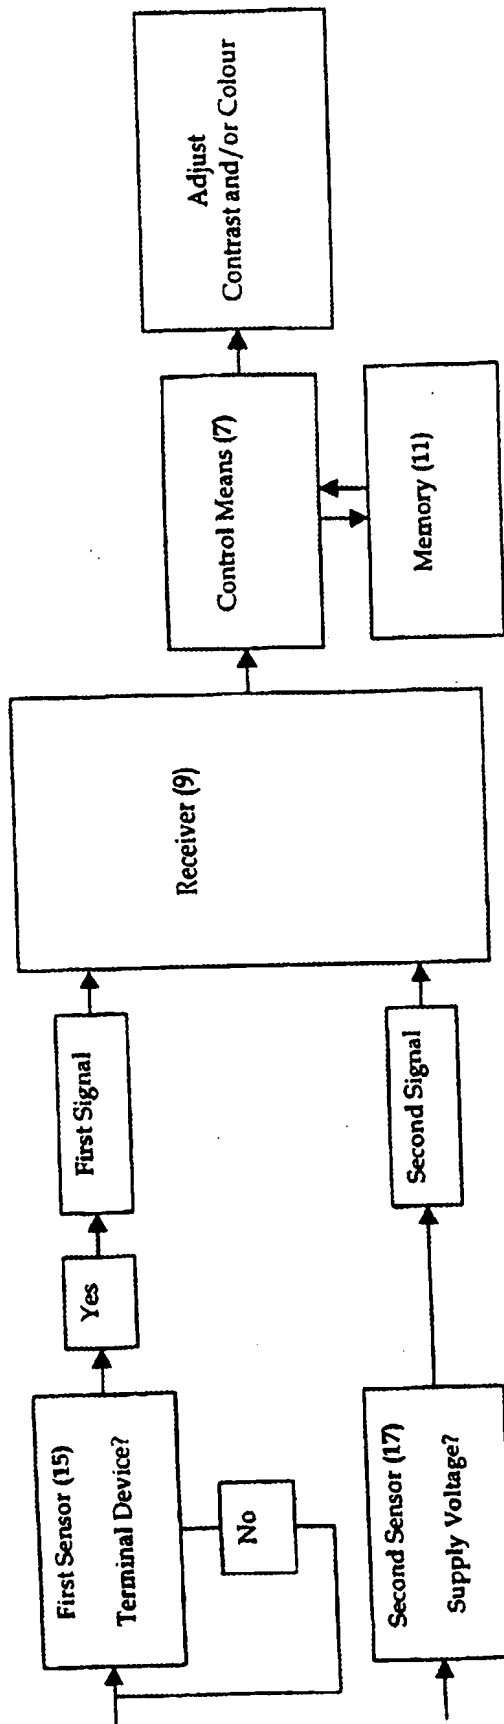 First Sensor (15)
Terminal Device?
Yes
No
First Signal
Second Sensor (17)
Supply Voltage?
Second Signal
Receiver (9)
Control Means (7)
Memory (11)
Adjust
Contrast and/or Colour